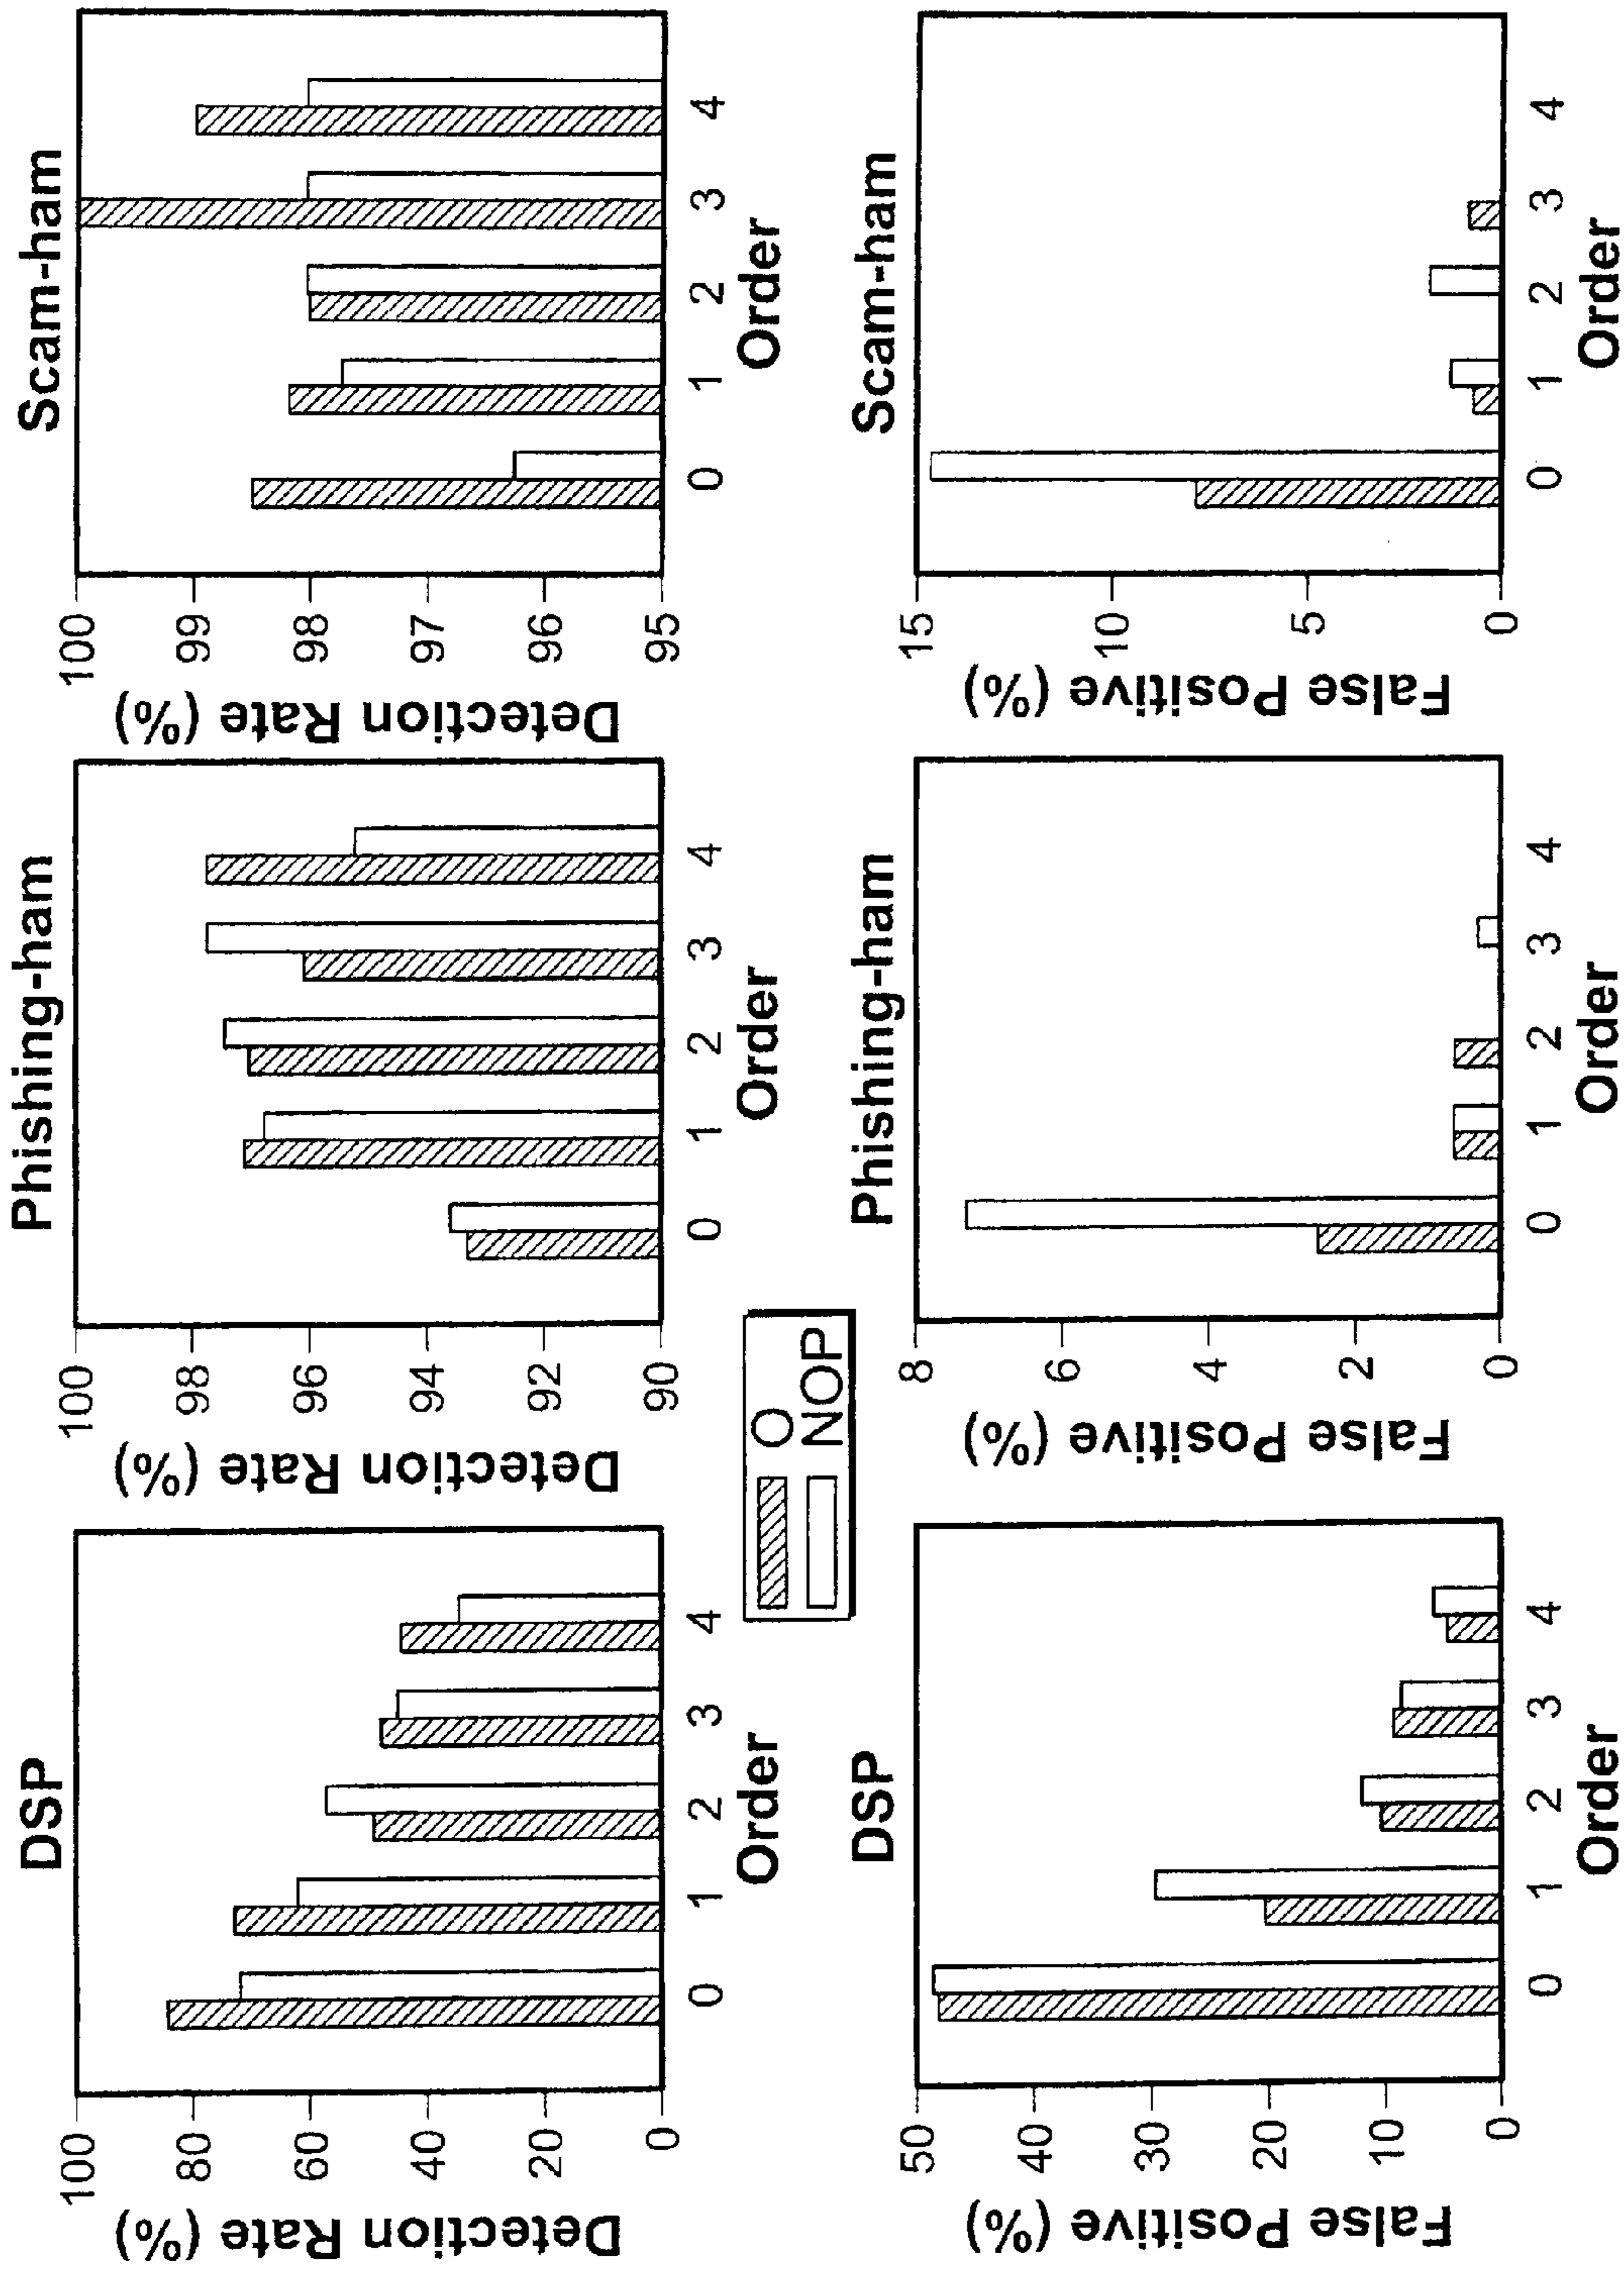 DSP
Detection Rate (%)
100
80
60
40
20
0
0 1 2 3 4
Order
Phishing-ham
Detection Rate (%)
100
98
96
94
92
90
0 1 2 3 4
Order
Scam-ham
Detection Rate (%)
100
99
98
97
96
95
0 1 2 3 4
Order
O
NOP
DSP
False Positive (%)
50
40
30
20
10
0
0 1 2 3 4
Order
Phishing-ham
False Positive (%)
8
6
4
2
0
0 1 2 3 4
Order
Scam-ham
False Positive (%)
15
10
5
0
0 1 2 3 4
Order